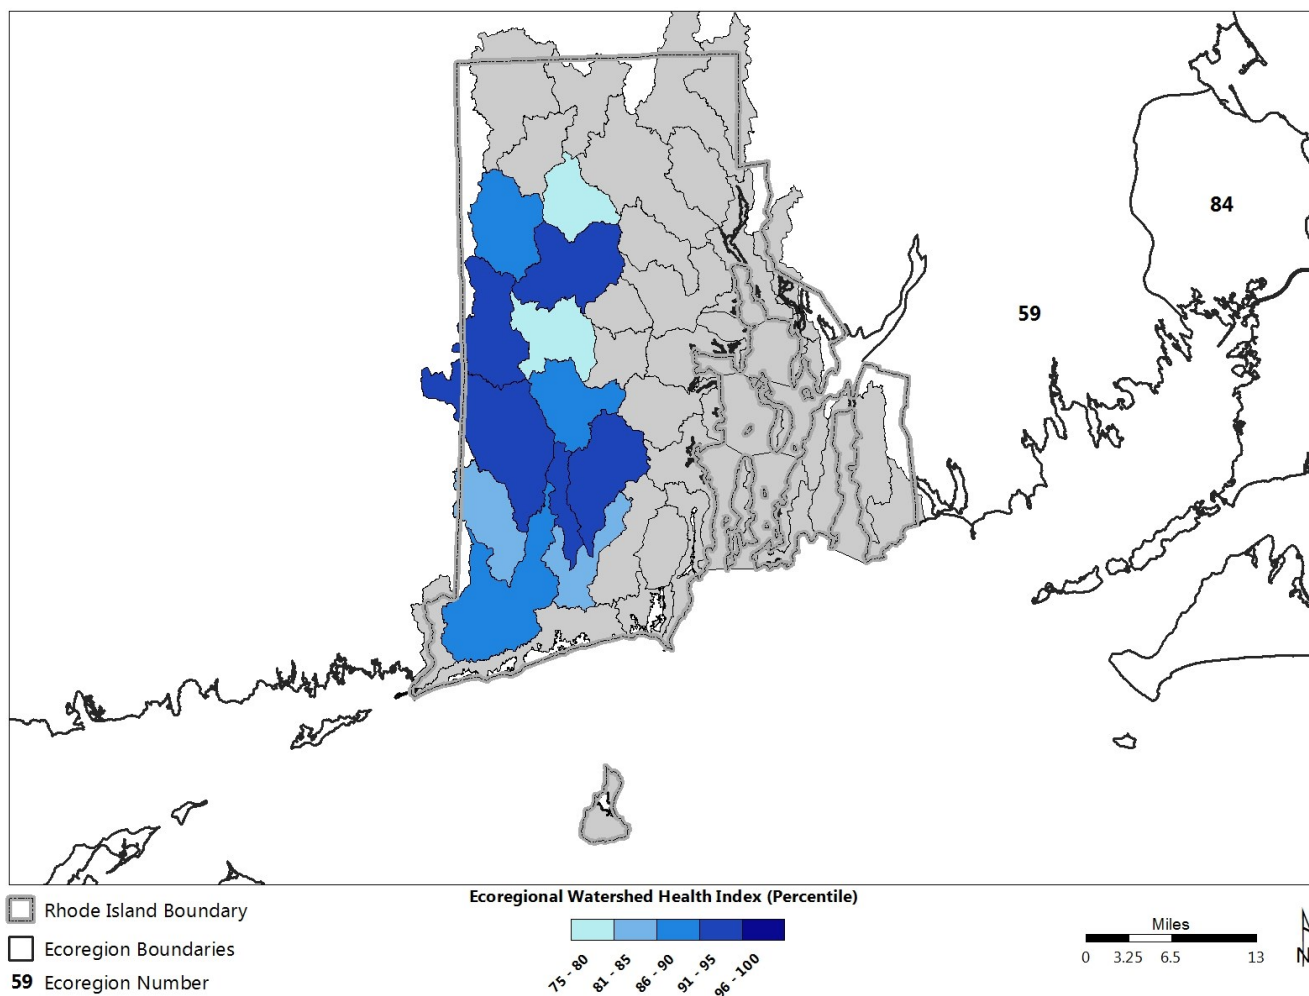 84
59
Ecoregional Watershed Health Index (Percentile)
75 - 80
81 - 85
86 - 90
91 - 95
96 - 100
Rhode Island Boundary
Ecoregion Boundaries
59 Ecoregion Number
Miles
0 3.25 6.5 13
N